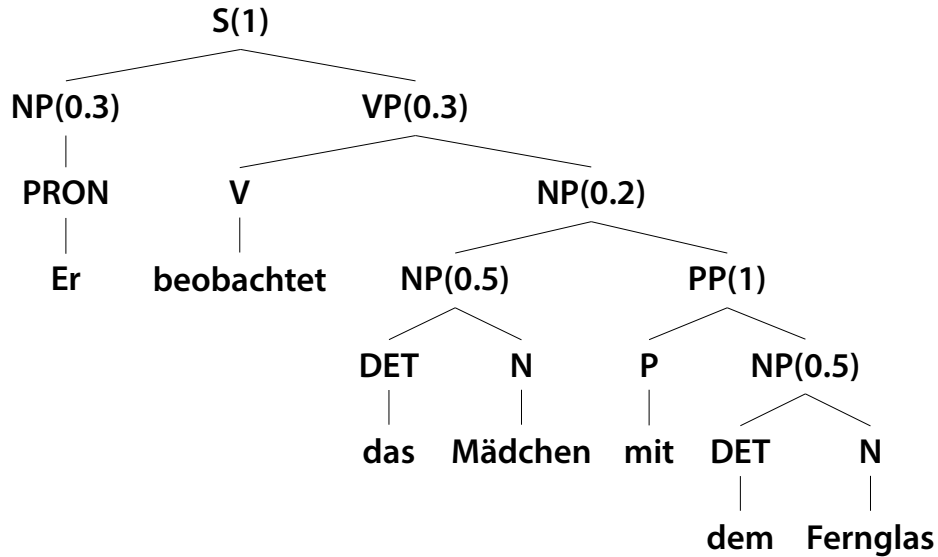 S(1)
NP(0.3) VP(0.3)
PRON V NP(0.2)
Er beobachtet NP(0.5) PP(1)
DET N P NP(0.5)
das Mädchen mit DET N
dem Fernglas